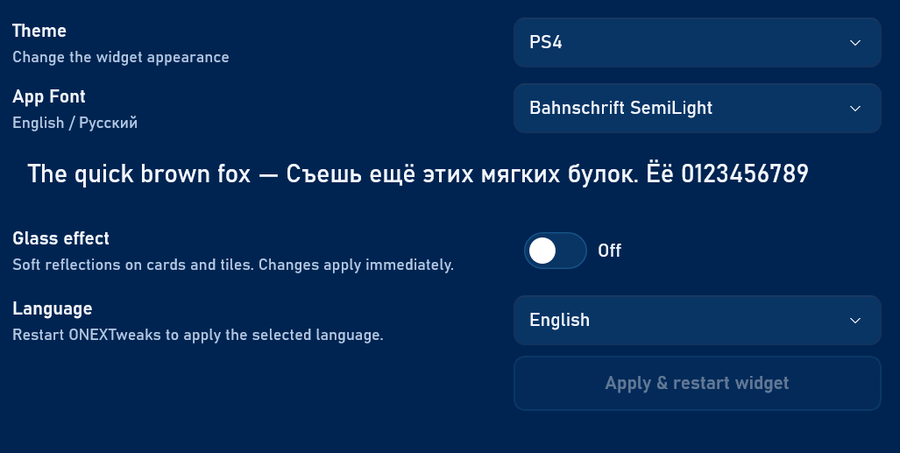 Theme
Change the widget appearance
PS4
App Font
English / Русский
Bahnschrift SemiLight
The quick brown fox — Съешь ещё этих мягких булок. Ёё 0123456789
Glass effect
Soft reflections on cards and tiles. Changes apply immediately.
Off
Language
Restart ONEXTweaks to apply the selected language.
English
Apply & restart widget